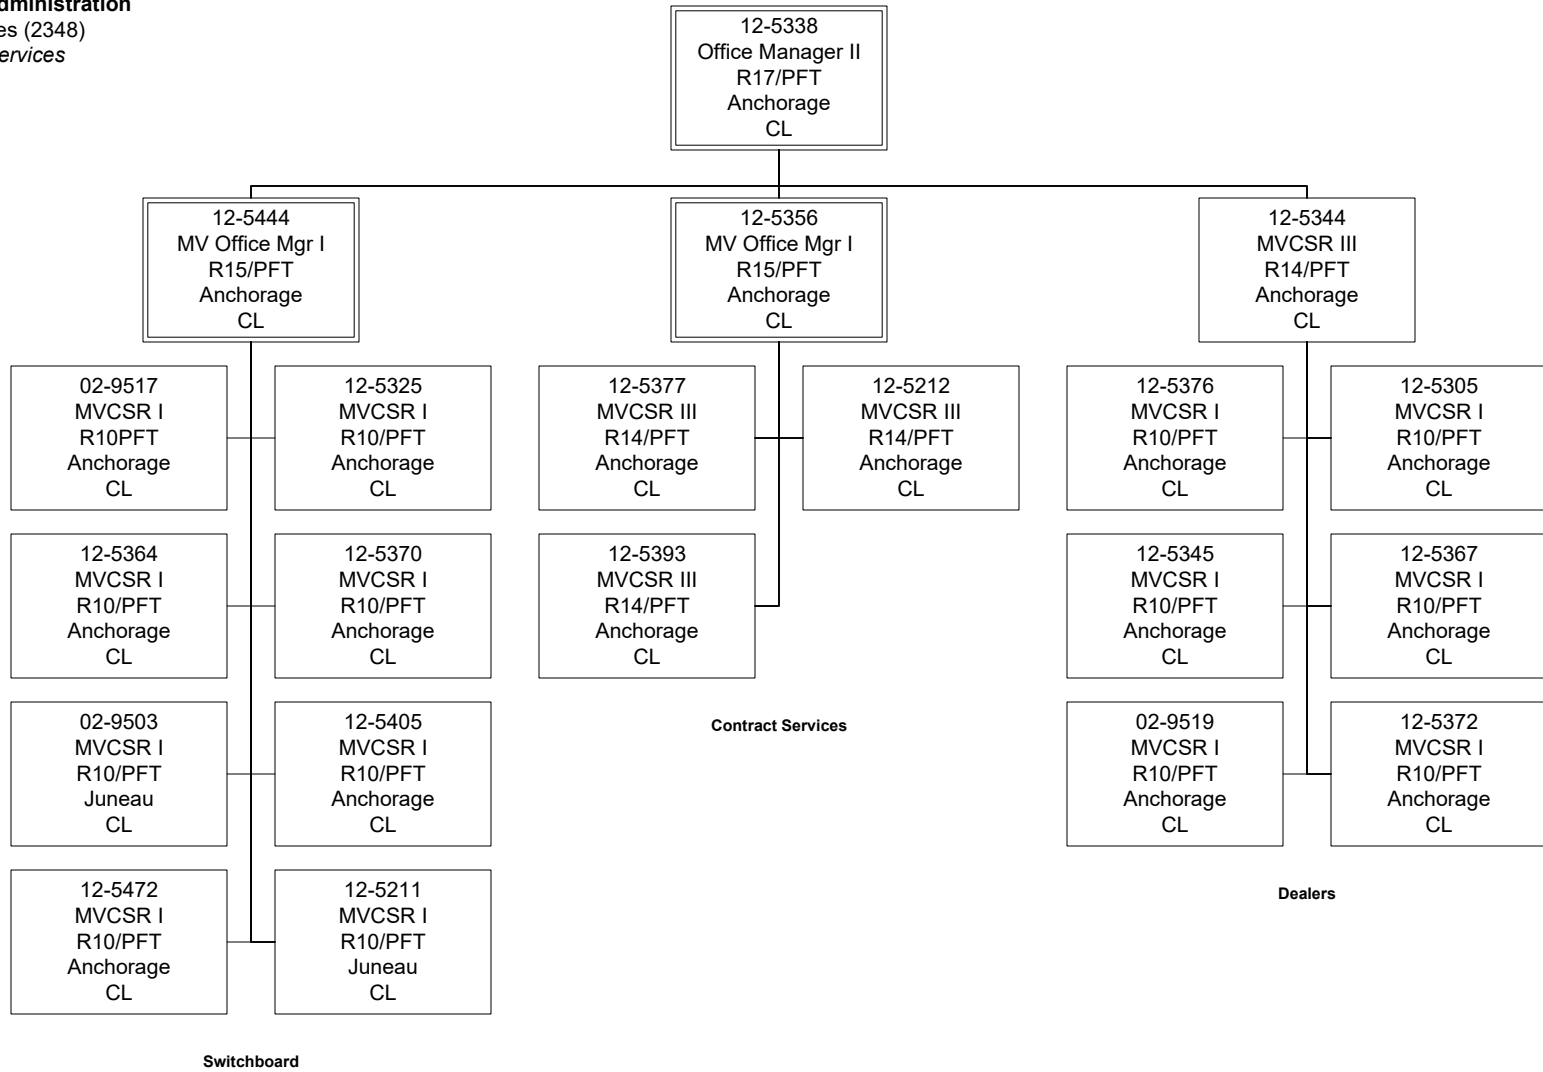 es (2348)
12-5338
Office Manager II
R17/PFT
Anchorage
CL
12-5444
MV Office Mgr I
R15/PFT
Anchorage
CL
12-5356
MV Office Mgr I
R15/PFT
Anchorage
CL
12-5344
MVCSR III
R14/PFT
Anchorage
CL
02-9517
MVCSR I
R10PFT
Anchorage
CL
12-5325
MVCSR I
R10/PFT
Anchorage
CL
12-5377
MVCSR III
R14/PFT
Anchorage
CL
12-5212
MVCSR III
R14/PFT
Anchorage
CL
12-5376
MVCSR I
R10/PFT
Anchorage
CL
12-5305
MVCSR I
R10/PFT
Anchorage
CL
12-5364
MVCSR I
R10/PFT
Anchorage
CL
12-5370
MVCSR I
R10/PFT
Anchorage
CL
12-5393
MVCSR III
R14/PFT
Anchorage
CL
12-5345
MVCSR I
R10/PFT
Anchorage
CL
12-5367
MVCSR I
R10/PFT
Anchorage
CL
02-9503
MVCSR I
R10/PFT
Juneau
CL
12-5405
MVCSR I
R10/PFT
Anchorage
CL
Contract Services
02-9519
MVCSR I
R10/PFT
Anchorage
CL
12-5372
MVCSR I
R10/PFT
Anchorage
CL
12-5472
MVCSR I
R10/PFT
Anchorage
CL
12-5211
MVCSR I
R10/PFT
Juneau
CL
Dealers
Switchboard